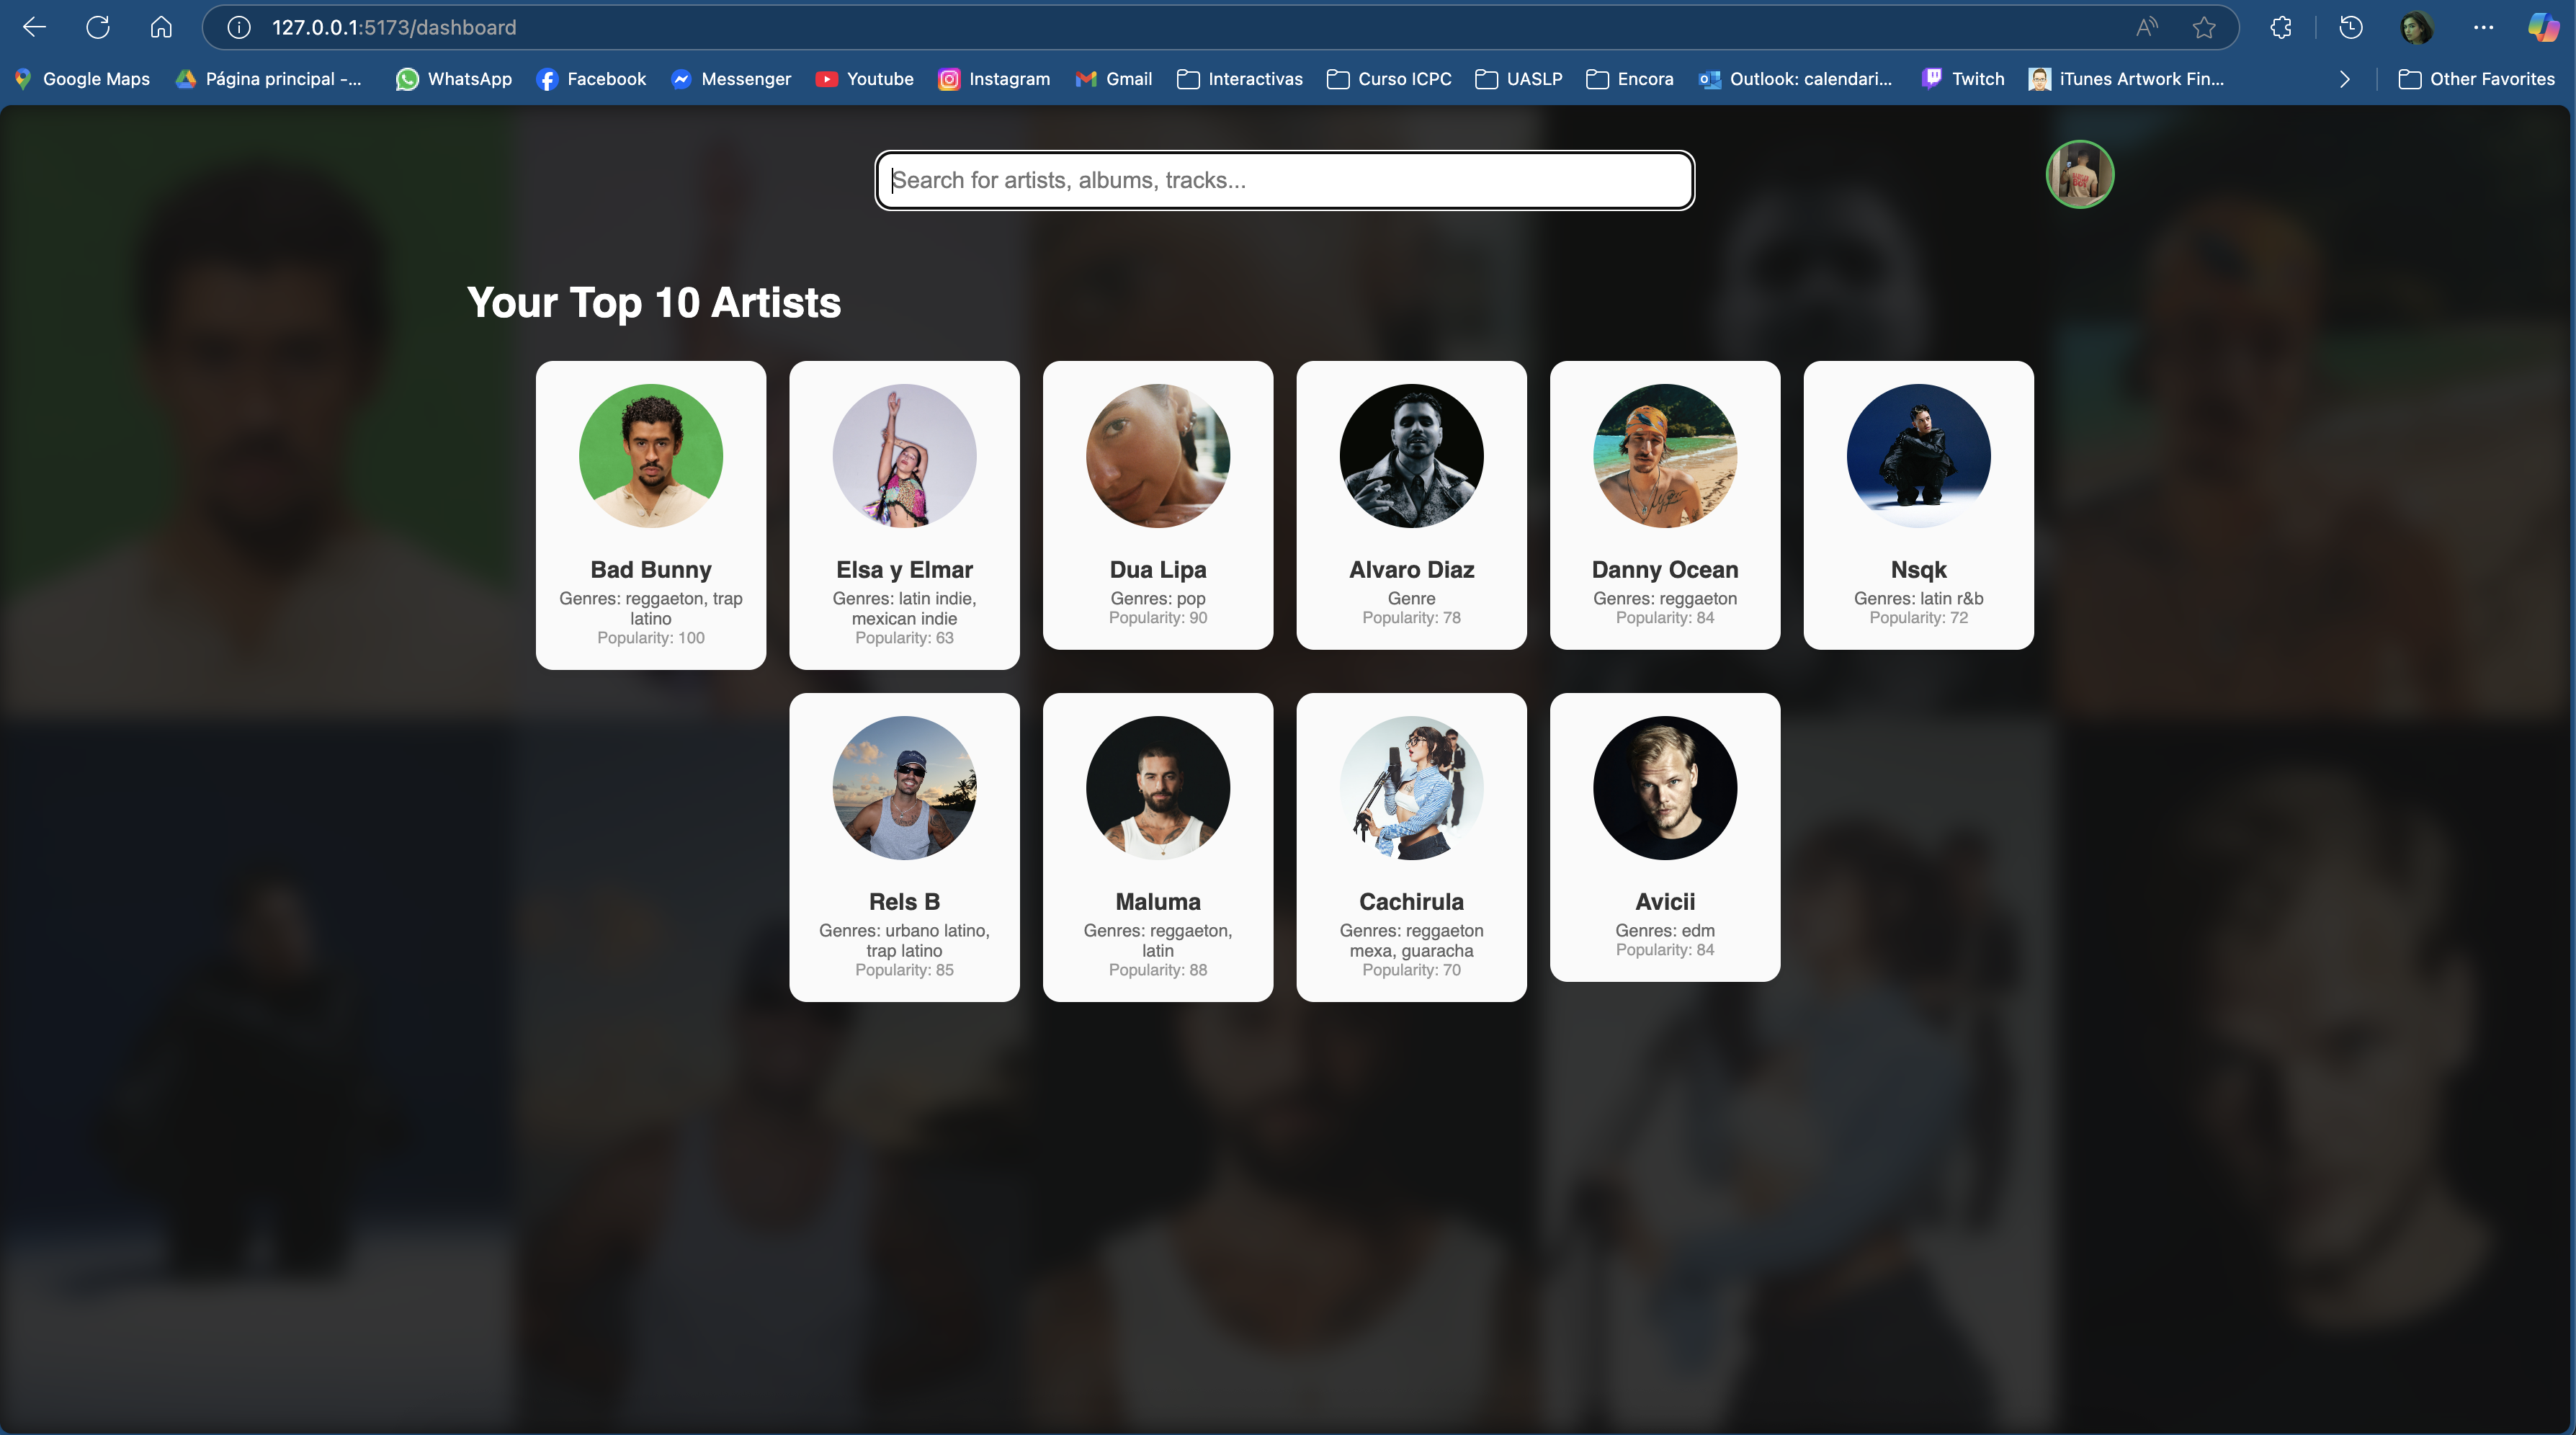 127.0.0.1:5173/dashboard
Google Maps Página principal -... WhatsApp Facebook Messenger Youtube Instagram Gmail Interactivas Curso ICPC UASLP Encora Outlook: calendari... Twitch iTunes Artwork Fin... Other Favorites
Search for artists, albums, tracks...
Your Top 10 Artists
Bad Bunny
Genres: reggaeton, trap
latino
Popularity: 100
Elsa y Elmar
Genres: latin indie,
mexican indie
Popularity: 63
Dua Lipa
Genres: pop
Popularity: 90
Alvaro Diaz
Genre
Popularity: 78
Danny Ocean
Genres: reggaeton
Popularity: 84
Nsqk
Genres: latin r&b
Popularity: 72
Rels B
Genres: urbano latino,
trap latino
Popularity: 85
Maluma
Genres: reggaeton,
latin
Popularity: 88
Cachirula
Genres: reggaeton
mexa, guaracha
Popularity: 70
Avicii
Genres: edm
Popularity: 84